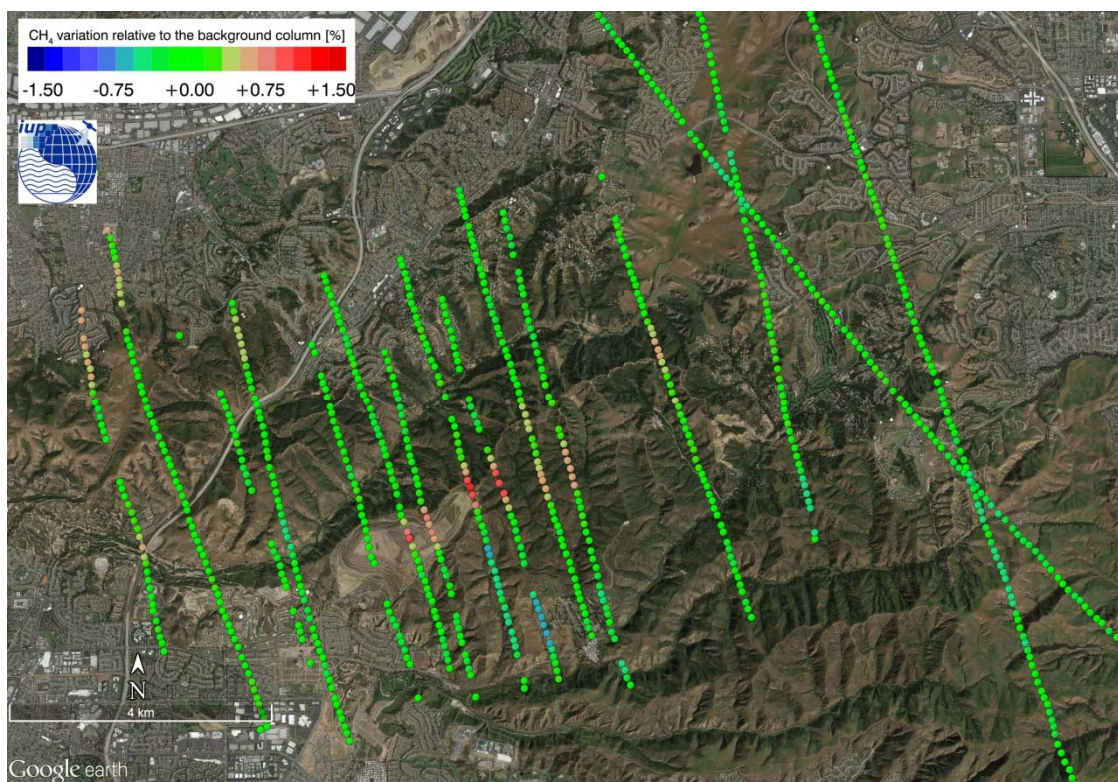 CH₄ variation relative to the background column [%]
-1.50 -0.75 +0.00 +0.75 +1.50
iup
N
4 km
Google earth